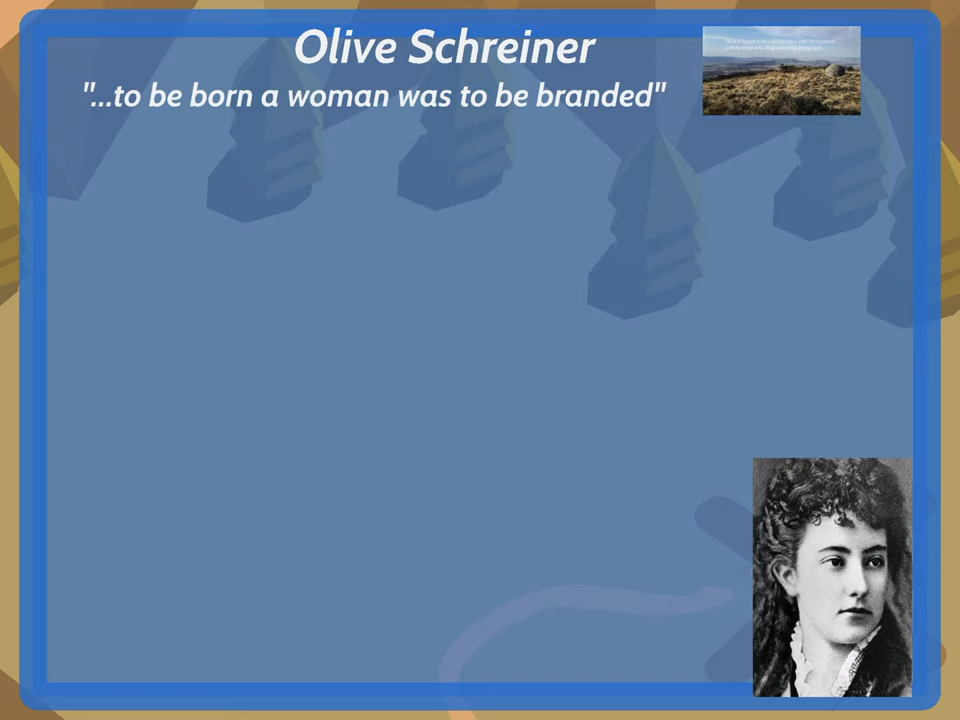 Olive Schreiner
"...to be born a woman was to be branded"